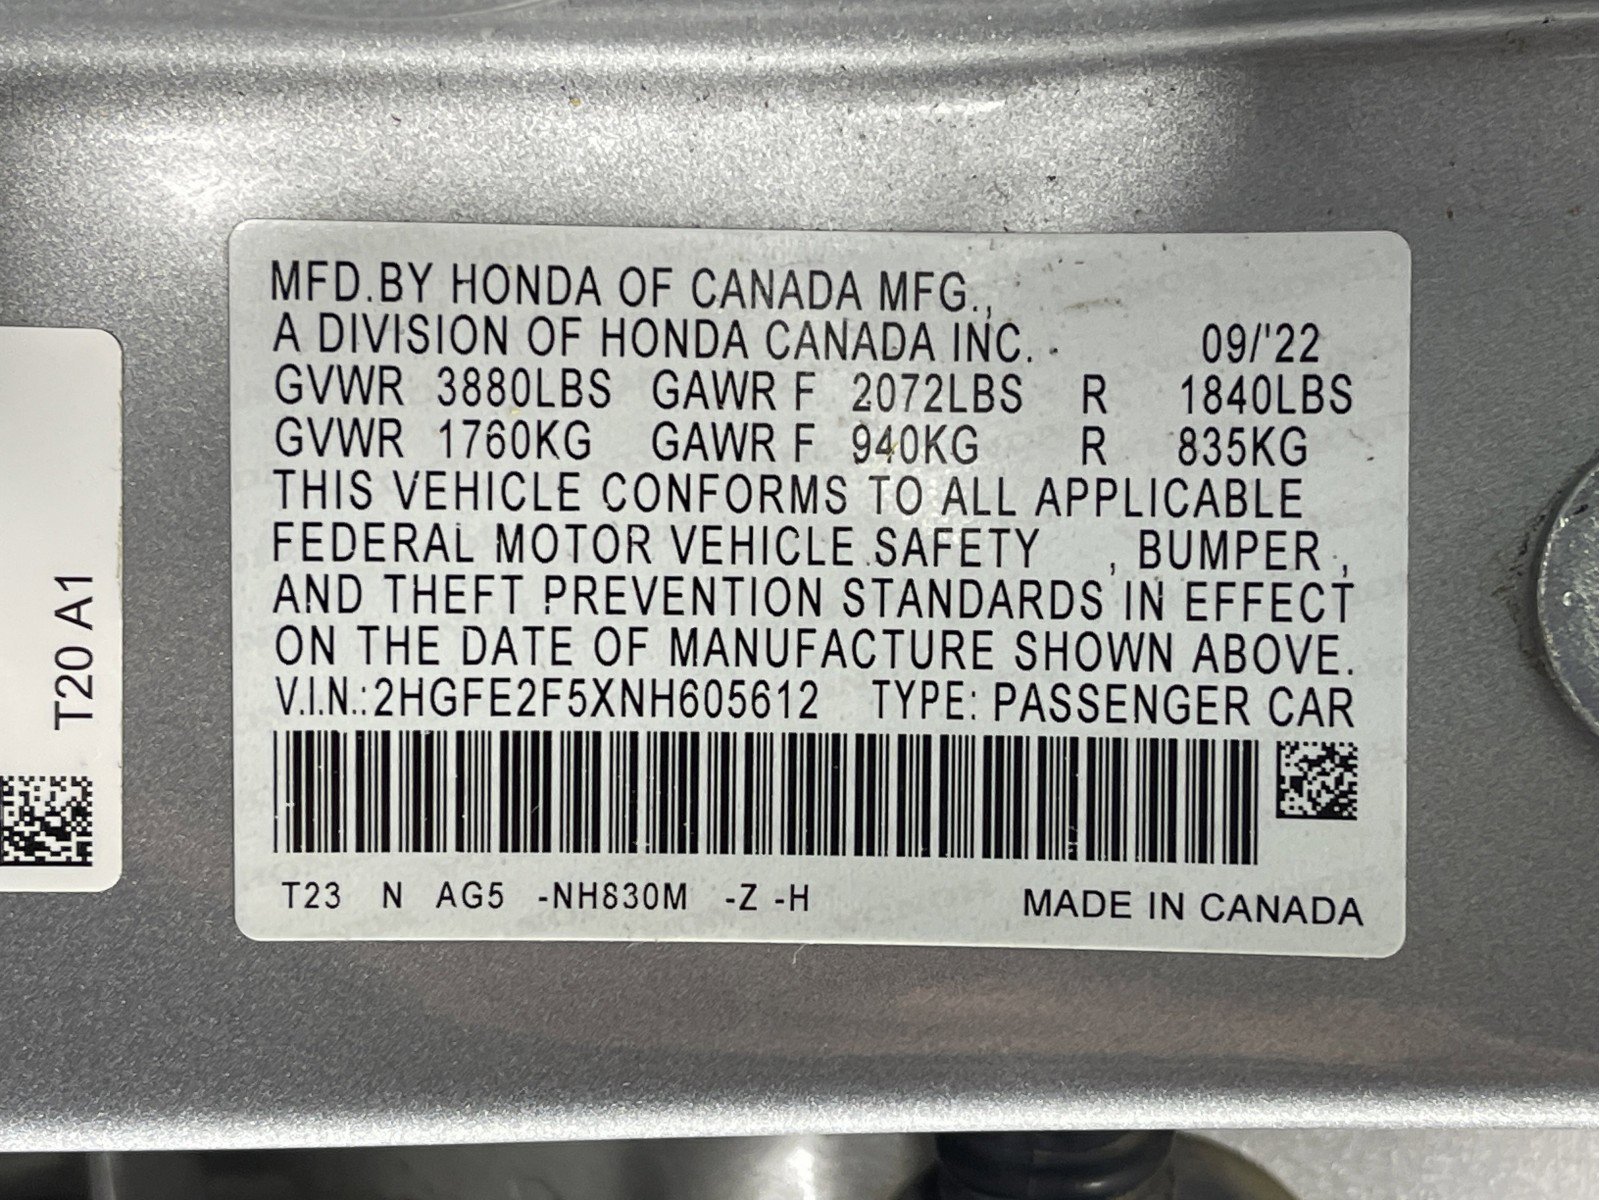 MFD.BY HONDA OF CANADA MFG.,
A DIVISION OF HONDA CANADA INC. 09/'22
GVWR 3880LBS GAWR F 2072LBS R 1840LBS
GVWR 1760KG GAWR F 940KG R 835KG
THIS VEHICLE CONFORMS TO ALL APPLICABLE
FEDERAL MOTOR VEHICLE SAFETY , BUMPER ,
AND THEFT PREVENTION STANDARDS IN EFFECT
ON THE DATE OF MANUFACTURE SHOWN ABOVE.
V.I.N.:2HGFE2F5XNH605612 TYPE: PASSENGER CAR
T23 N AG5 -NH830M -Z -H MADE IN CANADA
T20 A1